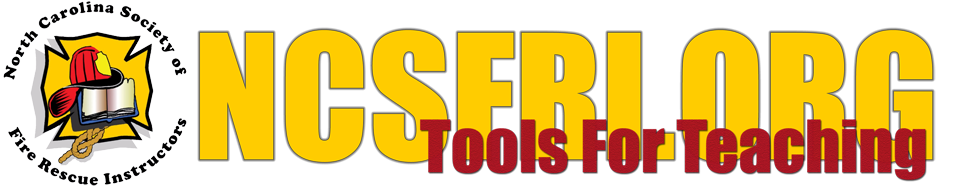 North Carolina Society of
Fire Rescue Instructors
NCSFRI.ORG
Tools For Teaching